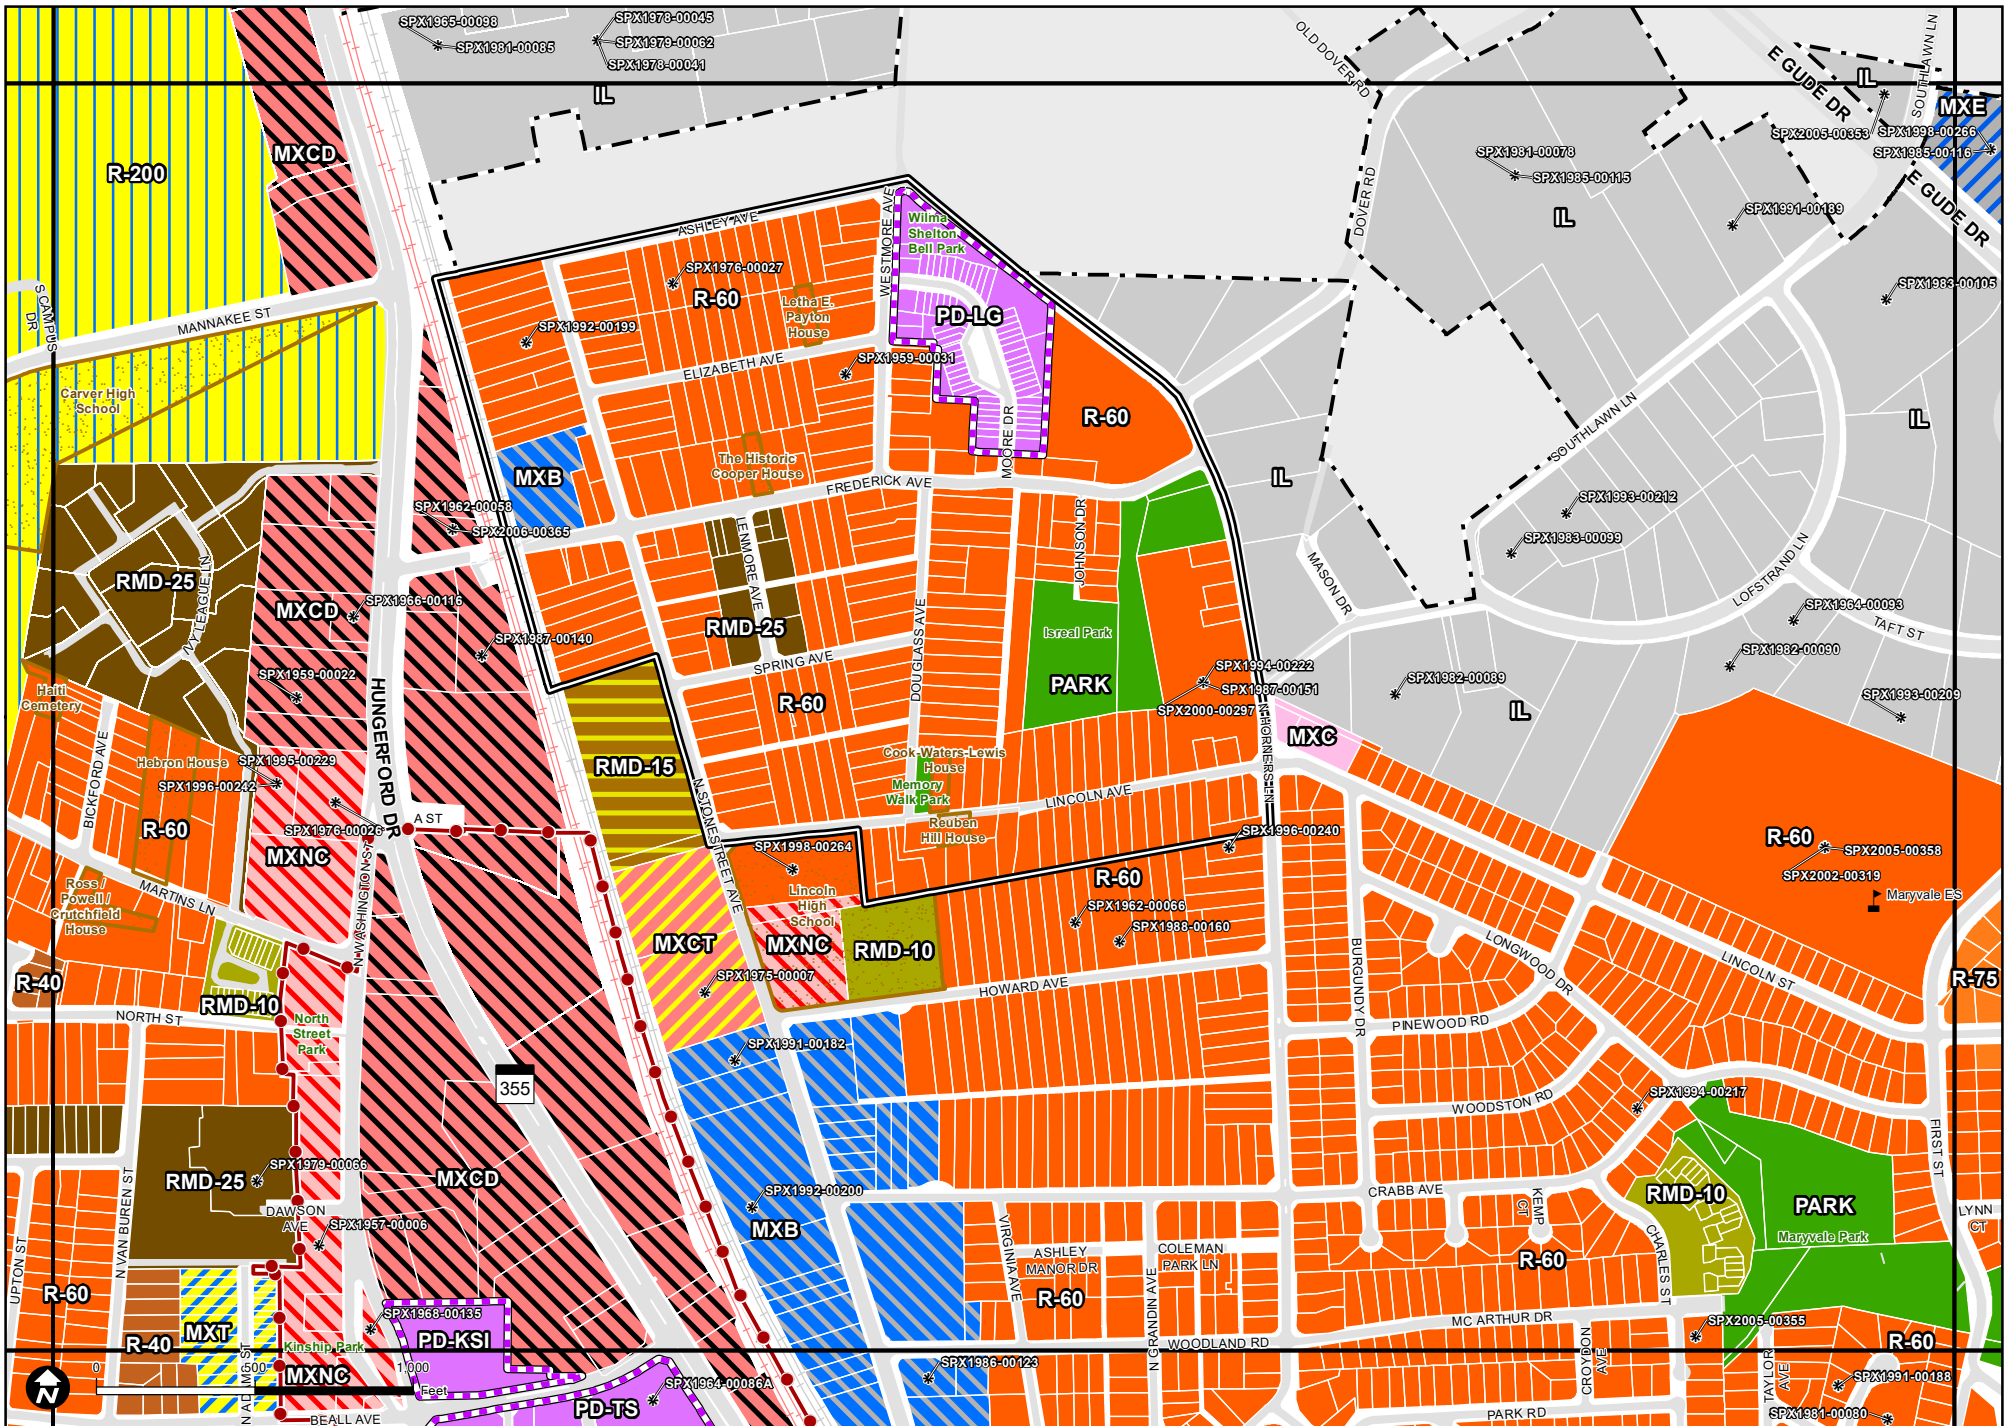 SPX1965-00098
SPX1981-00085
SPX1978-00045
SPX1979-00062
SPX1978-00041
IL
OLD DOVER RD
E GUDE DR
IL
SOUTHLAWN LN
MXE
SPX2005-00353
SPX1998-00266
SPX1985-00116
MXCD
R-200
SPX1981-00078
SPX1985-00115
IL
DOVER RD
SPX1991-00189
E GUDE DR
ASHLEY AVE
WESTMORE AVE
Wilma
Shelton
Bell Park
SPX1976-00027
R-60
Letha E.
Payton
House
PD-LG
SPX1983-00105
S CAMPUS
DR
MANNAKEE ST
SPX1992-00199
ELIZABETH AVE
SPX1959-00031
Carver High
School
MOORE DR
R-60
SOUTHLAWN LN
IL
MXB
The Historic
Cooper House
FREDERICK AVE
IL
SPX1962-00058
SPX2006-00365
SPX1993-00212
SPX1983-00099
LENMORE AVE
JOHNSON DR
MASON DR
LOFSTRAND LN
RMD-25
IVY LEAGUE LN
MXCD
SPX1966-00116
SPX1987-00140
RMD-25
DOUGLASS AVE
Isreal Park
SPX1964-00093
TAFT ST
SPX1982-00090
SPRING AVE
SPX1959-00022
SPX1994-00222
SPX1987-00151
SPX2000-00297
PARK
SPX1982-00089
SPX1993-00209
IL
Haiti
Cemetery
R-60
HUNGERFORD DR
N HORNERS LN
MXC
BICKFORD AVE
Hebron House
SPX1995-00229
SPX1996-00242
RMD-15
N STONESTREET AVE
Cook-Waters-Lewis
House
Memory
Walk Park
LINCOLN AVE
Reuben
Hill House
SPX1976-00026
A ST
R-60
MXNC
N WASHINGTON ST
SPX1998-00264
SPX1996-00240
R-60
SPX2005-00358
SPX2002-00319
Maryvale ES
Ross /
Powell /
Crutchfield
House
MARTINS LN
Lincoln
High
School
R-60
SPX1962-00066
SPX1988-00160
MXCT
MXNC
RMD-10
BURGUNDY DR
LONGWOOD DR
LINCOLN ST
R-40
R-75
RMD-10
SPX1975-00007
HOWARD AVE
NORTH ST
North
Street
Park
PINEWOOD RD
SPX1991-00182
355
WOODSTON RD
SPX1994-00217
FIRST ST
RMD-25
SPX1979-00066
MXCD
SPX1992-00200
CRABB AVE
KEMP
CT
RMD-10
PARK
Maryvale Park
LYNN
CT
N VAN BUREN ST
DAWSON
AVE
SPX1957-00006
MXB
VIRGINIA AVE
ASHLEY
MANOR DR
COLEMAN
PARK LN
CHARLES ST
R-60
UPTON ST
R-60
R-60
N GRANDIN AVE
MC ARTHUR DR
SPX1968-00135
SPX2005-00355
R-40
MXT
Kinship Park
PD-KSI
WOODLAND RD
R-60
N ADAMS ST
MXNC
SPX1986-00123
CROYDON
AVE
TAYLOR
AVE
SPX1991-00188
N
0
500
1,000
Feet
SPX1964-00086A
PD-TS
BEALL AVE
PARK RD
SPX1981-00080